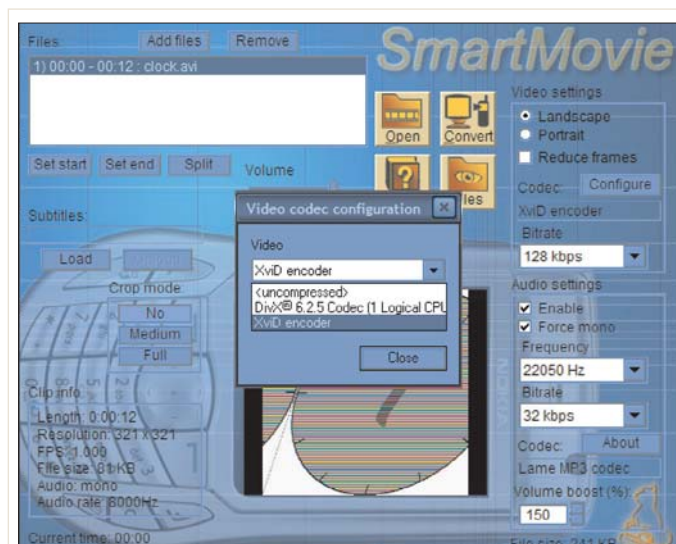 Files:
Add files
Remove
SmartMovie
1) 00:00 - 00:12 : clock.avi
Open
Convert
Set start
Set end
Split
Volume
Subtitles:
Load
Crop mode
No
Medium
Full
Clip info:
Length: 0:00:12
Resolution: 321 x 321
FPS: 1.000
File size: 81 KB
Audio: mono
Audio rate: 8000Hz
Current time: 00:00
Video codec configuration
Video
XviD encoder
<uncompressed>
DivX® 6.2.5 Codec (1 Logical CPU
XviD encoder
Close
Video settings
Landscape
Portrait
Reduce frames
Codec:
Configure
XviD encoder
Bitrate
128 kbps
Audio settings
Enable
Force mono
Frequency
22050 Hz
Bitrate
32 kbps
Codec:
About
Lame MP3 codec
Volume boost (%):
150
File size: 241 KB